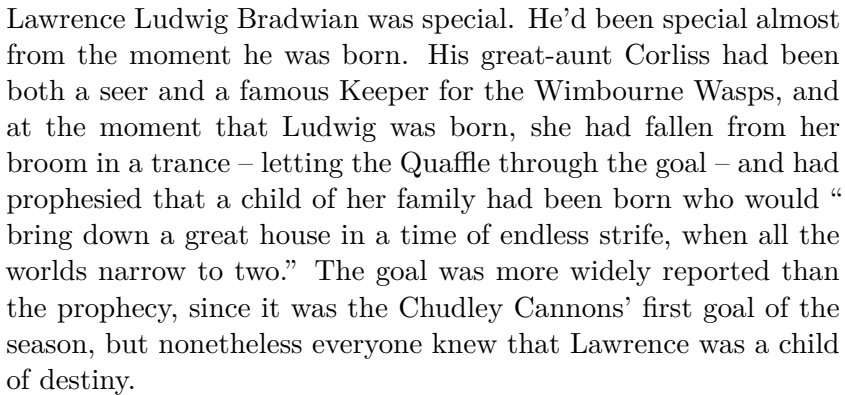 Lawrence Ludwig Bradwian was special. He’d been special almost
from the moment he was born. His great-aunt Corliss had been
both a seer and a famous Keeper for the Wimbourne Wasps, and
at the moment that Ludwig was born, she had fallen from her
broom in a trance – letting the Quaffle through the goal – and had
prophesied that a child of her family had been born who would “
bring down a great house in a time of endless strife, when all the
worlds narrow to two.” The goal was more widely reported than
the prophecy, since it was the Chudley Cannons’ first goal of the
season, but nonetheless everyone knew that Lawrence was a child
of destiny.